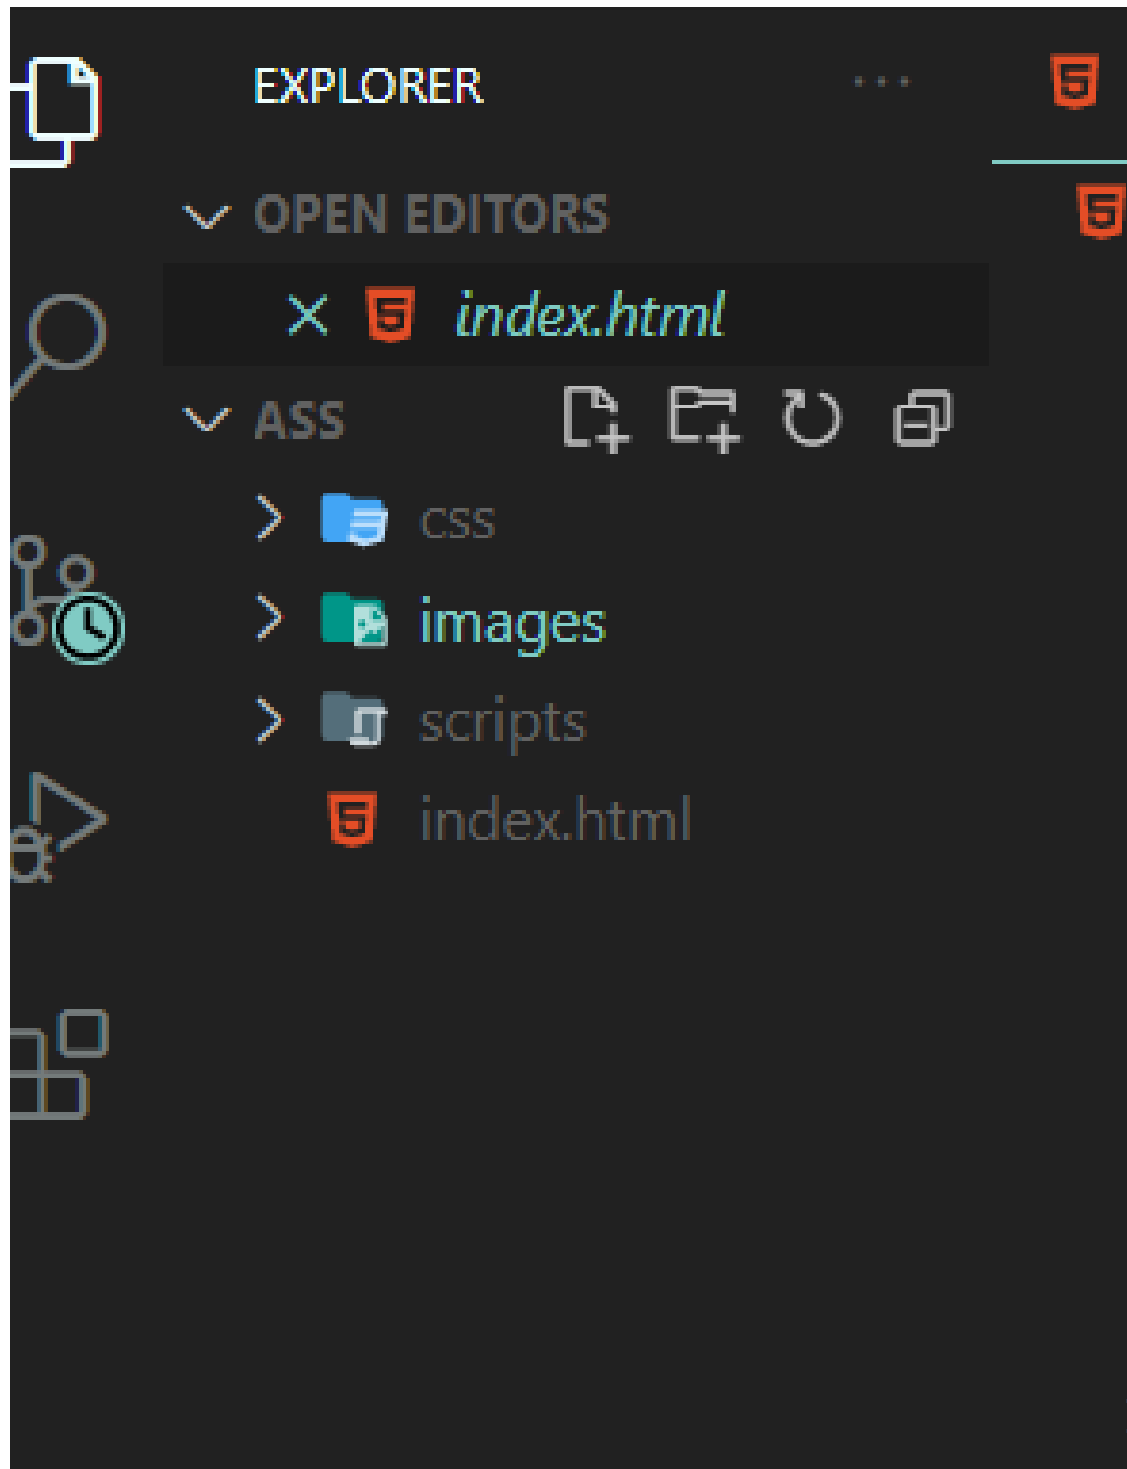 EXPLORER
OPEN EDITORS
index.html
ASS
css
images
scripts
index.html